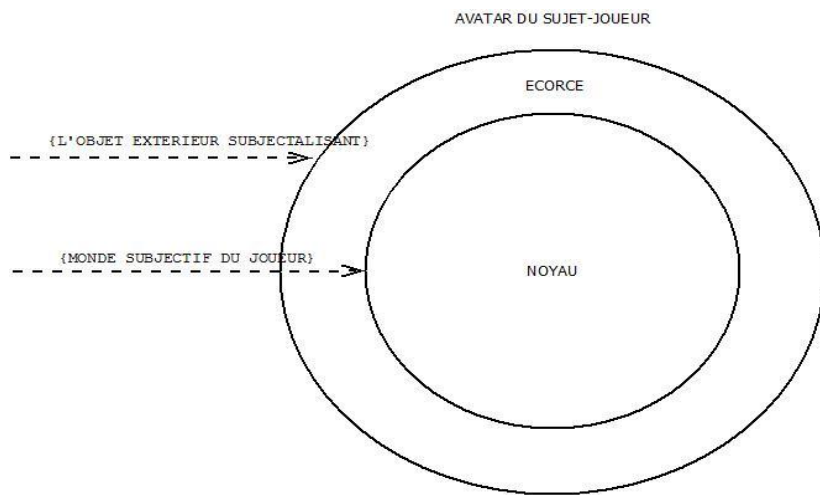 AVATAR DU SUJET-JOUEUR
ECORCE
{L'OBJET EXTERIEUR SUBJECTALISANT}
{MONDE SUBJECTIF DU JOUEUR}
NOYAU